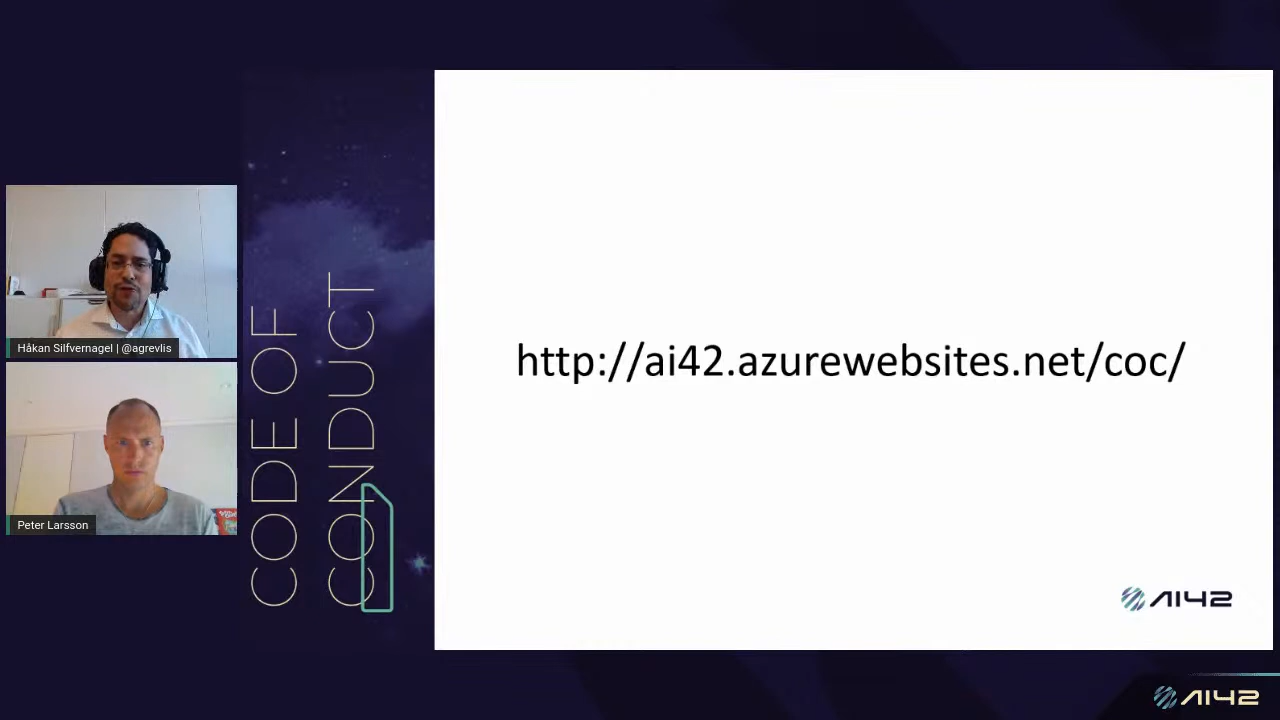 Håkan Silfvernagel | @agrevlis
Peter Larsson
CODE OF
CONDUCT
http://ai42.azurewebsites.net/coc/
AI42
AI42